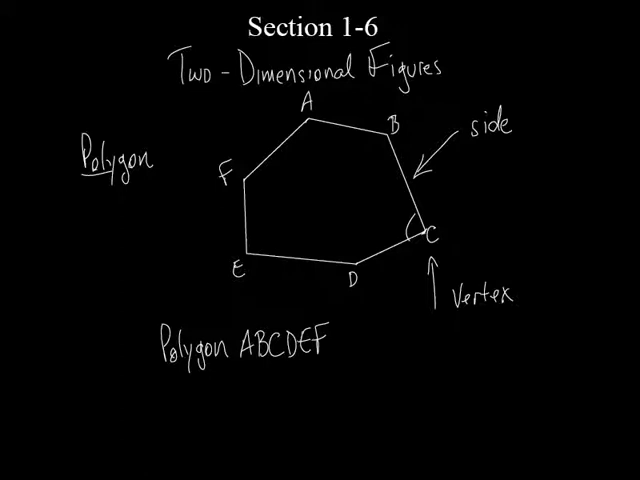 Section 1-6
Two-Dimensional Figures
A
B
side
Polygon
F
C
E
D
Vertex
Polygon ABCDEF